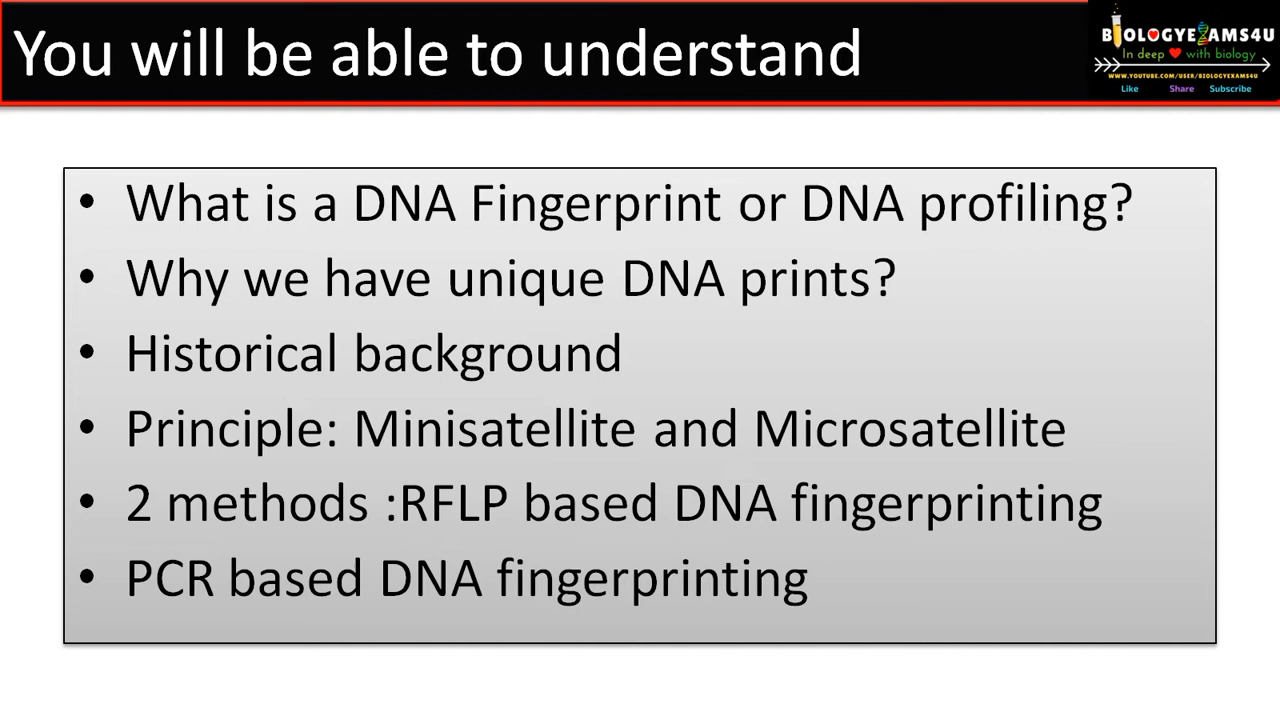 You will be able to understand
BIOLOGYEXAMS4U
In deep ❤ with biology
WWW.YOUTUBE.COM/USER/BIOLOGYEXAMS4U
Like Share Subscribe
• What is a DNA Fingerprint or DNA profiling?
• Why we have unique DNA prints?
• Historical background
• Principle: Minisatellite and Microsatellite
• 2 methods :RFLP based DNA fingerprinting
• PCR based DNA fingerprinting